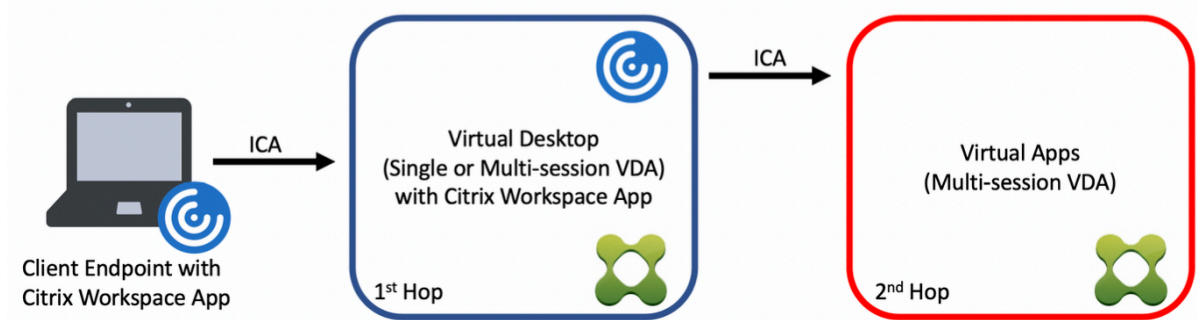 ICA
Client Endpoint with
Citrix Workspace App
Virtual Desktop
(Single or Multi-session VDA)
with Citrix Workspace App
1st Hop
ICA
Virtual Apps
(Multi-session VDA)
2nd Hop